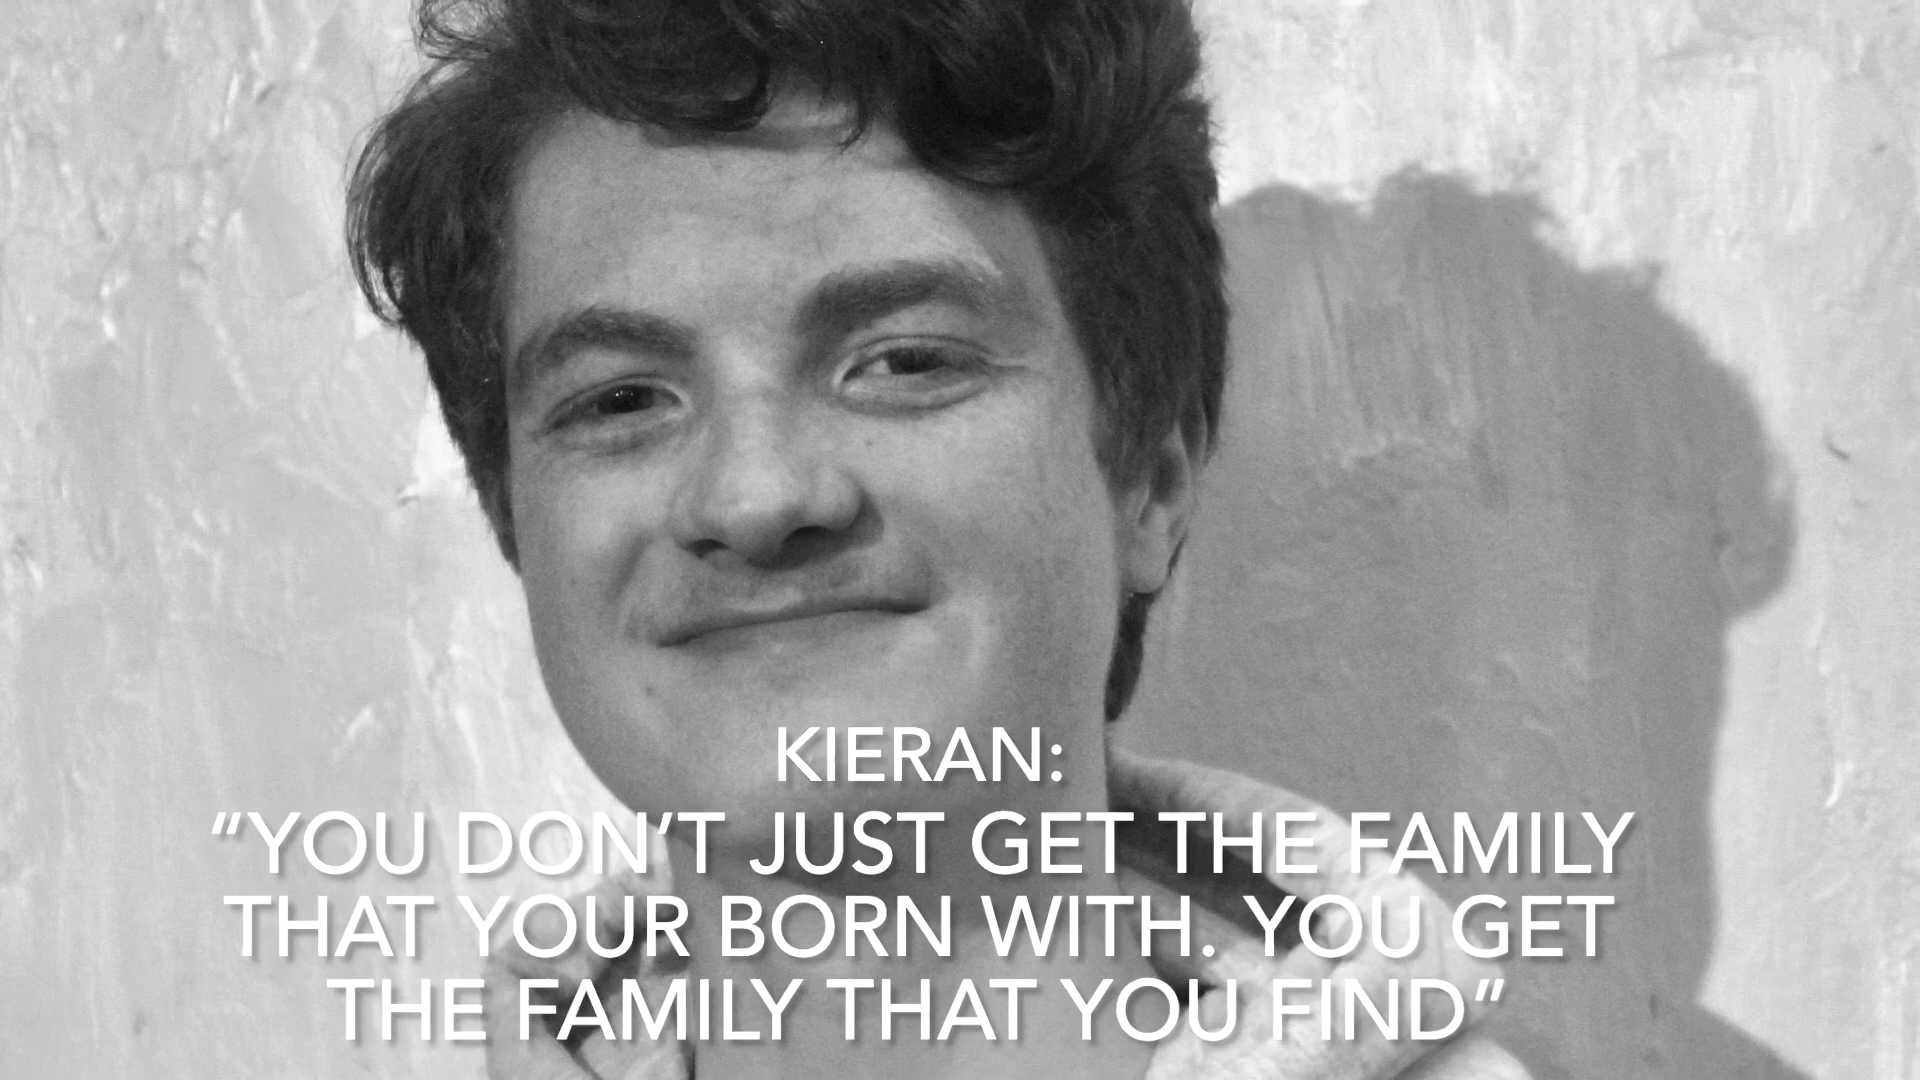 KIERAN:
“YOU DON’T JUST GET THE FAMILY
THAT YOUR BORN WITH. YOU GET
THE FAMILY THAT YOU FIND”